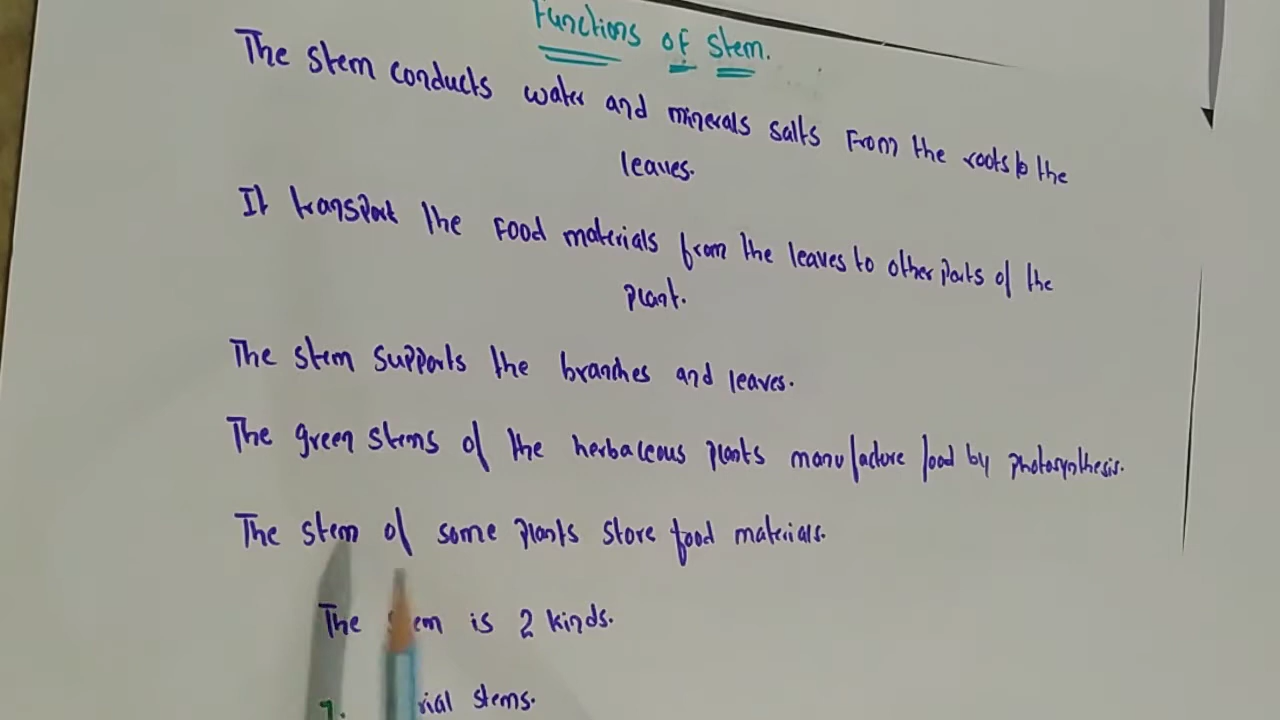 Functions of Stem.
The stem conducts water and minerals salts From the roots to the
leaves.
It transport the Food materials from the leaves to other parts of the
plant.
The stem supports the branches and leaves.
The green stems of the herbaceous plants manufacture food by photosynthesis.
The stem of some plants store food materials.
The is 2 kinds.
stems.